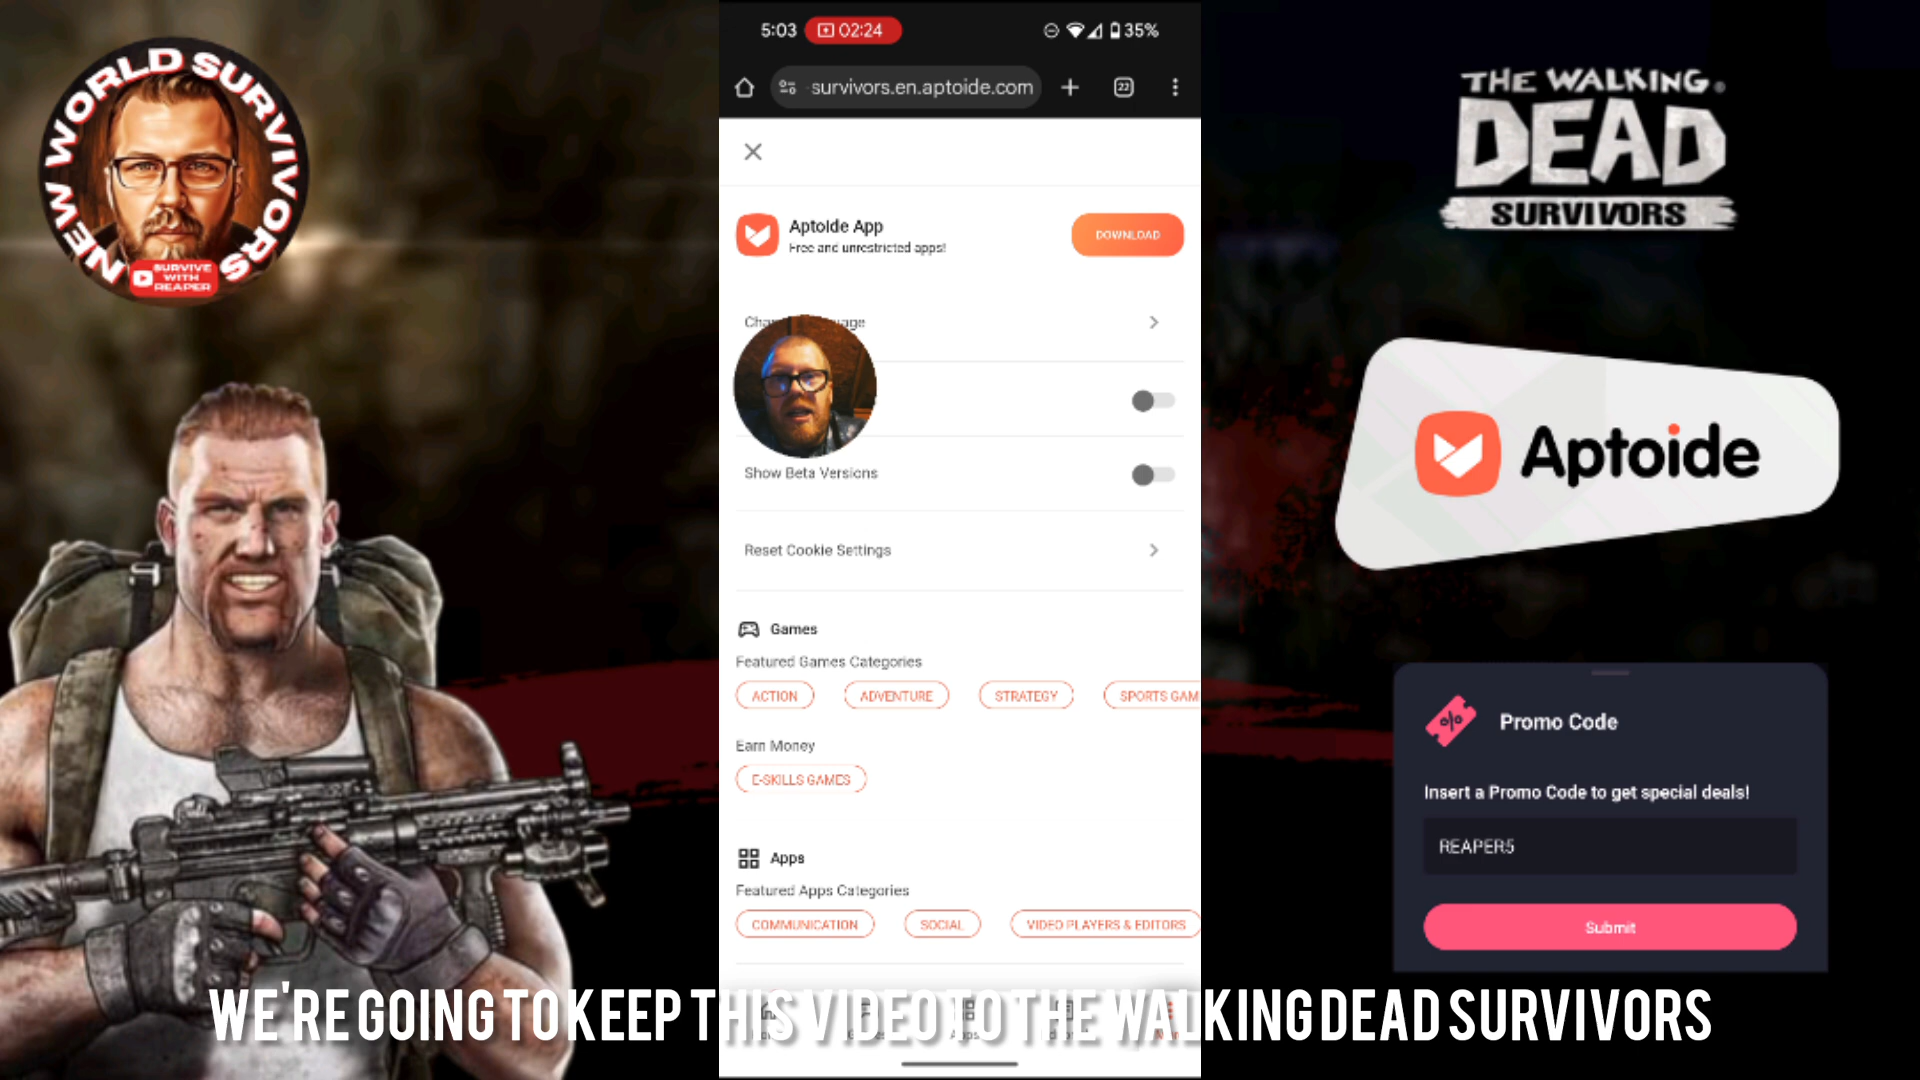 NEW WORLD SURVIVORS
SURVIVE
WITH
REAPER
5:03
02:24
35%
survivors.en.aptoide.com
22
Aptoide App
Free and unrestricted apps!
DOWNLOAD
Show Beta Versions
Reset Cookie Settings
Games
Featured Games Categories
ACTION
ADVENTURE
STRATEGY
SPORTS GAM
Earn Money
E-SKILLS GAMES
Apps
Featured Apps Categories
COMMUNICATION
SOCIAL
VIDEO PLAYERS & EDITORS
THE WALKING
DEAD
SURVIVORS
Aptoide
Promo Code
Insert a Promo Code to get special deals!
REAPER5
Submit
WE'RE GOING TO KEEP THIS VIDEO TO THE WALKING DEAD SURVIVORS